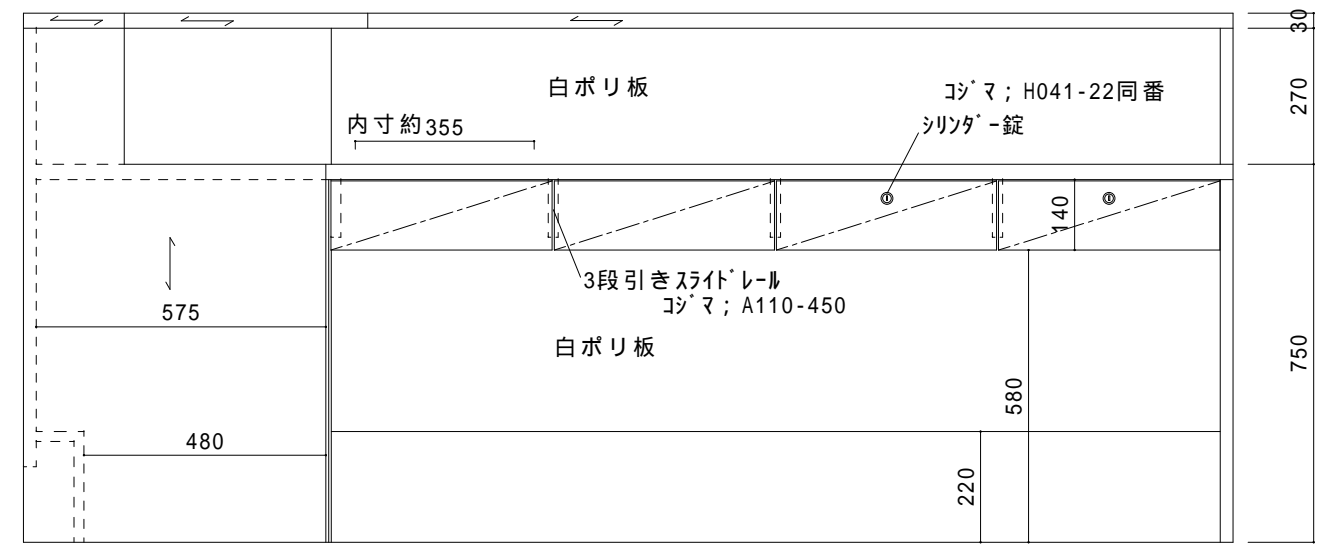 30
白ポリ板
コジマ；H041-22同番
シリンダー錠
270
内寸約355
140
3段引きスライドレール
コジマ；A110-450
575
白ポリ板
750
580
480
220